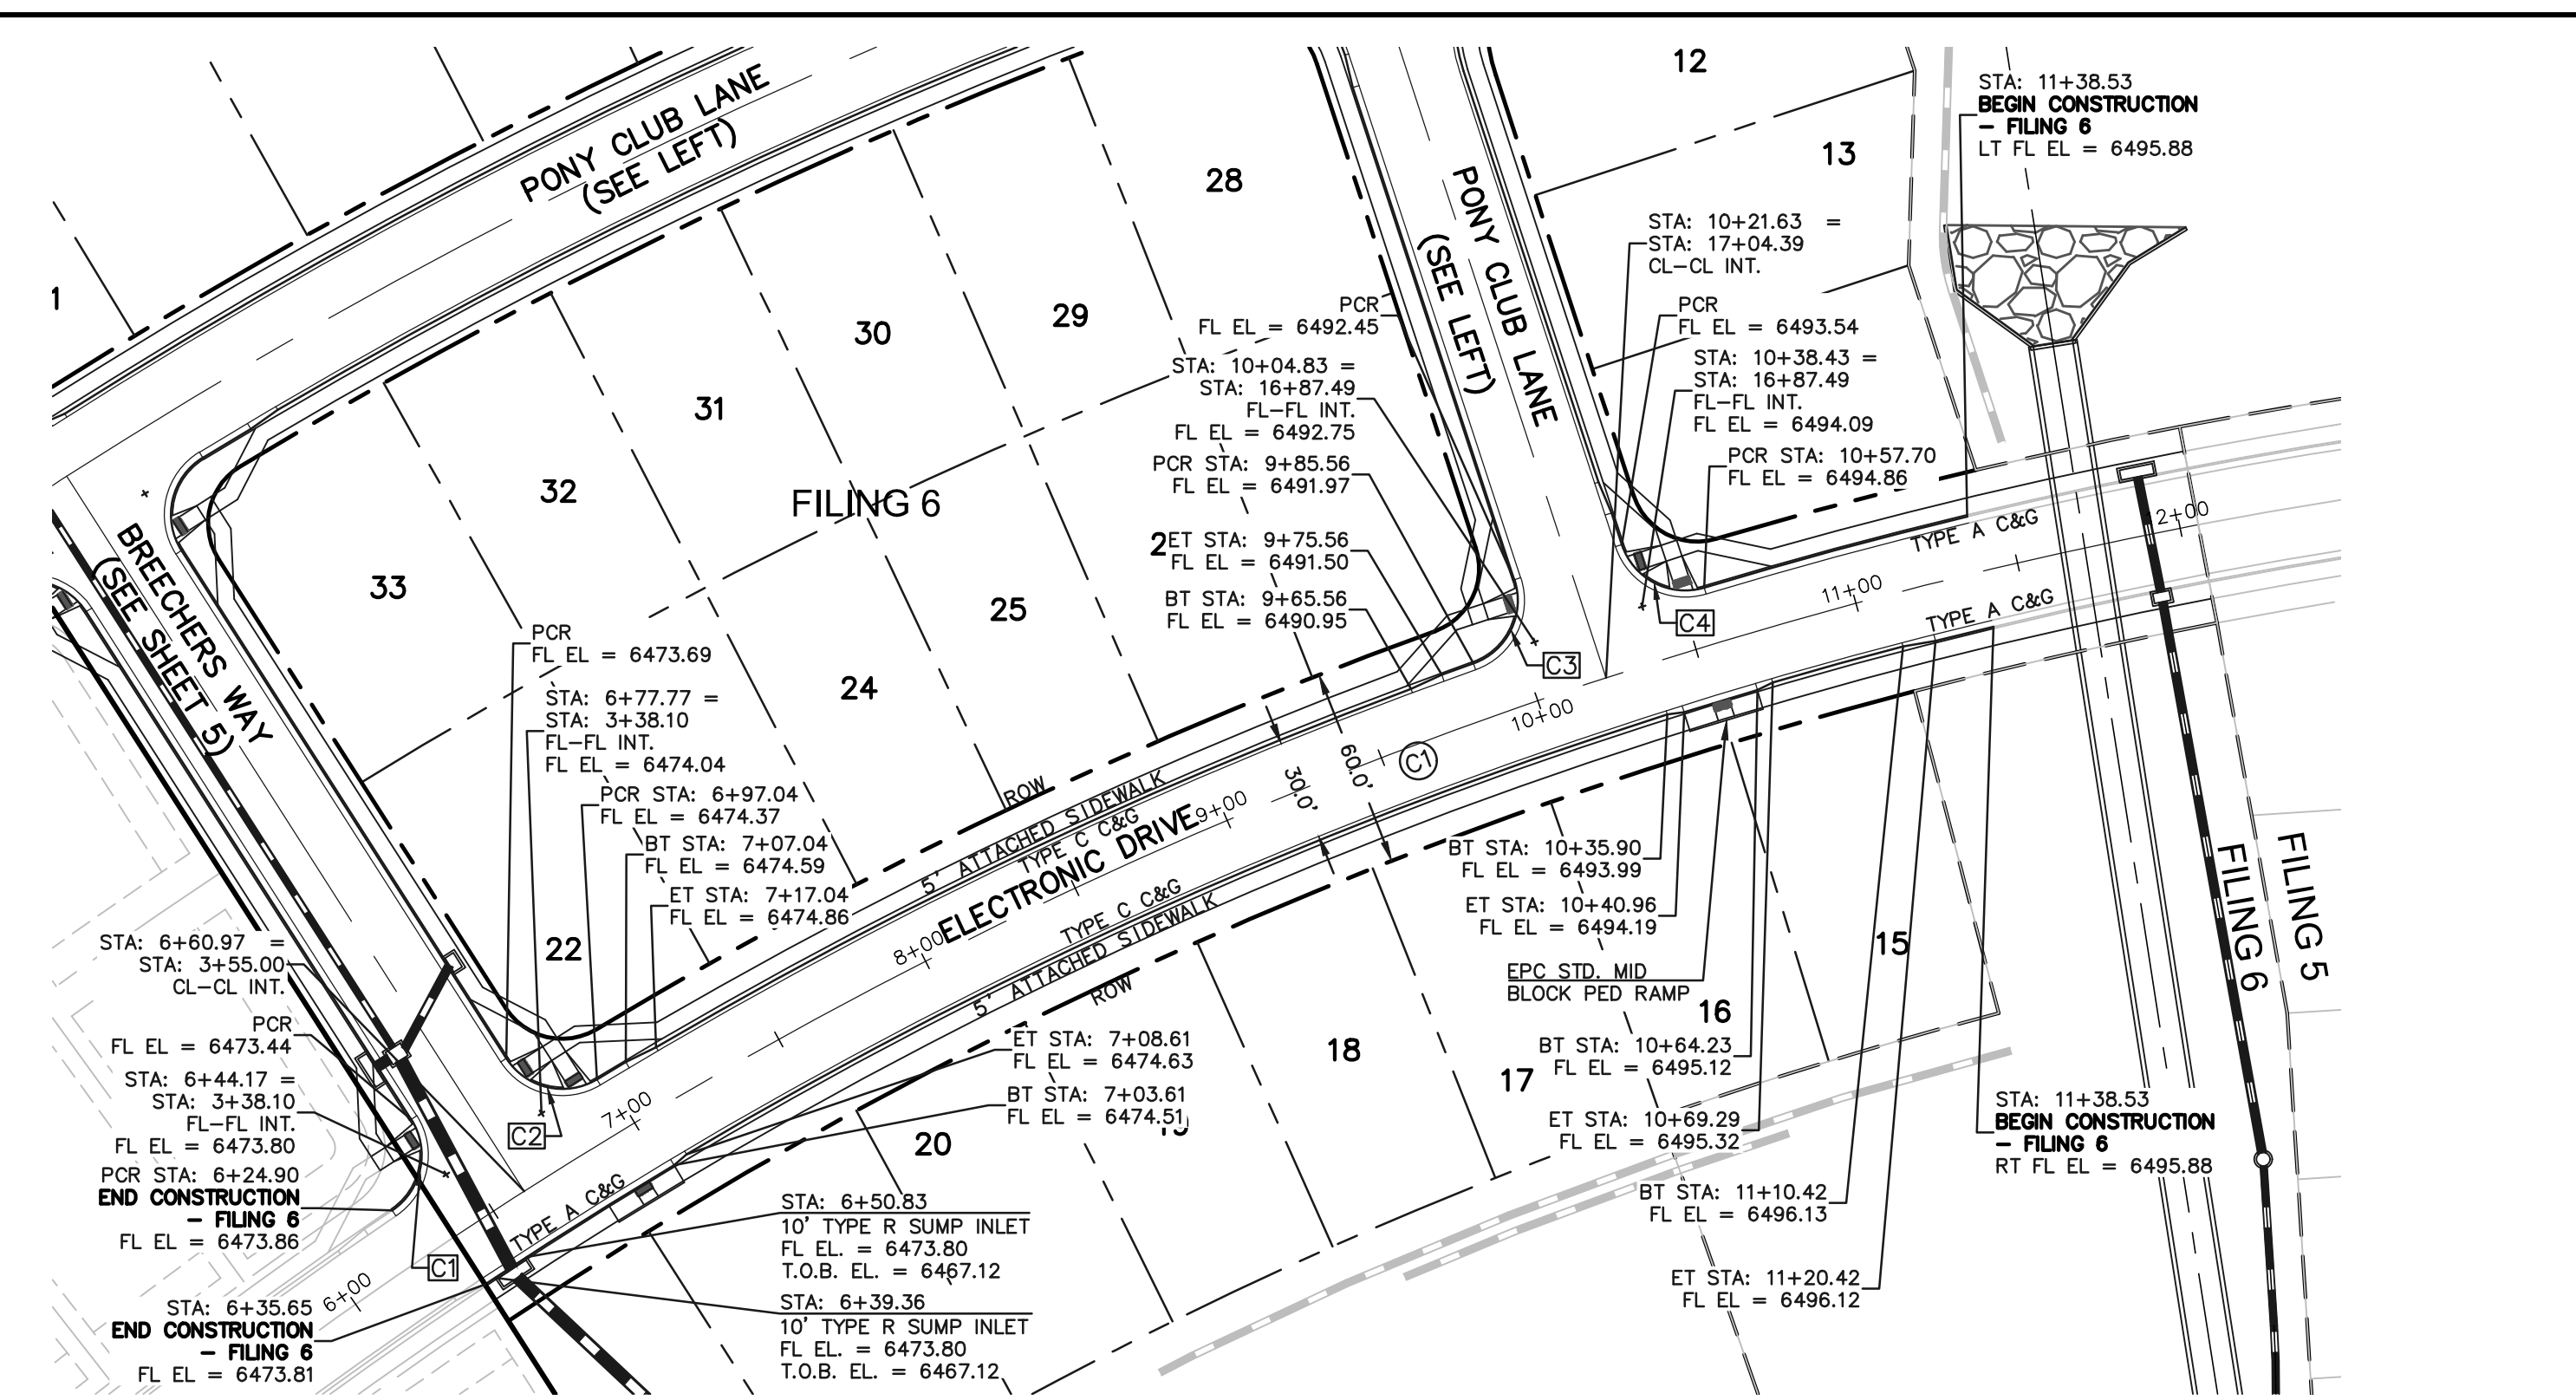 PONY CLUB LANE
(SEE LEFT)
12
13
STA: 11+38.53
BEGIN CONSTRUCTION
- FILING 6
LT FL EL = 6495.88
28
PONY CLUB LANE
(SEE LEFT)
STA: 10+21.63 =
STA: 17+04.39
CL-CL INT.
1
29
30
31
32
33
PCR
FL EL = 6492.45
PCR
FL EL = 6493.54
STA: 10+04.83 =
STA: 16+87.49
FL-FL INT.
FL EL = 6492.75
STA: 10+38.43 =
STA: 16+87.49
FL-FL INT.
FL EL = 6494.09
PCR STA: 9+85.56
FL EL = 6491.97
PCR STA: 10+57.70
FL EL = 6494.86
FILING 6
2
ET STA: 9+75.56
FL EL = 6491.50
BT STA: 9+65.56
FL EL = 6490.95
TYPE A C&G
12+00
11+00
TYPE A C&G
C4
C3
BREECHERS WAY
(SEE SHEET 5)
25
24
22
PCR
FL EL = 6473.69
STA: 6+77.77 =
STA: 3+38.10
FL-FL INT.
FL EL = 6474.04
PCR STA: 6+97.04
FL EL = 6474.37
BT STA: 7+07.04
FL EL = 6474.59
ET STA: 7+17.04
FL EL = 6474.86
10+00
C1
60.0'
30.0'
9+00
ROW
5' ATTACHED SIDEWALK
TYPE C C&G
ELECTRONIC DRIVE
8+00
TYPE C C&G
5' ATTACHED SIDEWALK
ROW
BT STA: 10+35.90
FL EL = 6493.99
ET STA: 10+40.96
FL EL = 6494.19
EPC STD. MID
BLOCK PED RAMP
15
16
17
18
20
BT STA: 10+64.23
FL EL = 6495.12
ET STA: 10+69.29
FL EL = 6495.32
BT STA: 11+10.42
FL EL = 6496.13
ET STA: 11+20.42
FL EL = 6496.12
FILING 6
FILING 5
STA: 11+38.53
BEGIN CONSTRUCTION
- FILING 6
RT FL EL = 6495.88
STA: 6+60.97 =
STA: 3+55.00
CL-CL INT.
PCR
FL EL = 6473.44
STA: 6+44.17 =
STA: 3+38.10
FL-FL INT.
FL EL = 6473.80
PCR STA: 6+24.90
END CONSTRUCTION
- FILING 6
FL EL = 6473.86
STA: 6+35.65
END CONSTRUCTION
- FILING 6
FL EL = 6473.81
ET STA: 7+08.61
FL EL = 6474.63
BT STA: 7+03.61
FL EL = 6474.51
7+00
C2
TYPE A C&G
C1
6+00
STA: 6+50.83
10' TYPE R SUMP INLET
FL EL. = 6473.80
T.O.B. EL. = 6467.12
STA: 6+39.36
10' TYPE R SUMP INLET
FL EL. = 6473.80
T.O.B. EL. = 6467.12